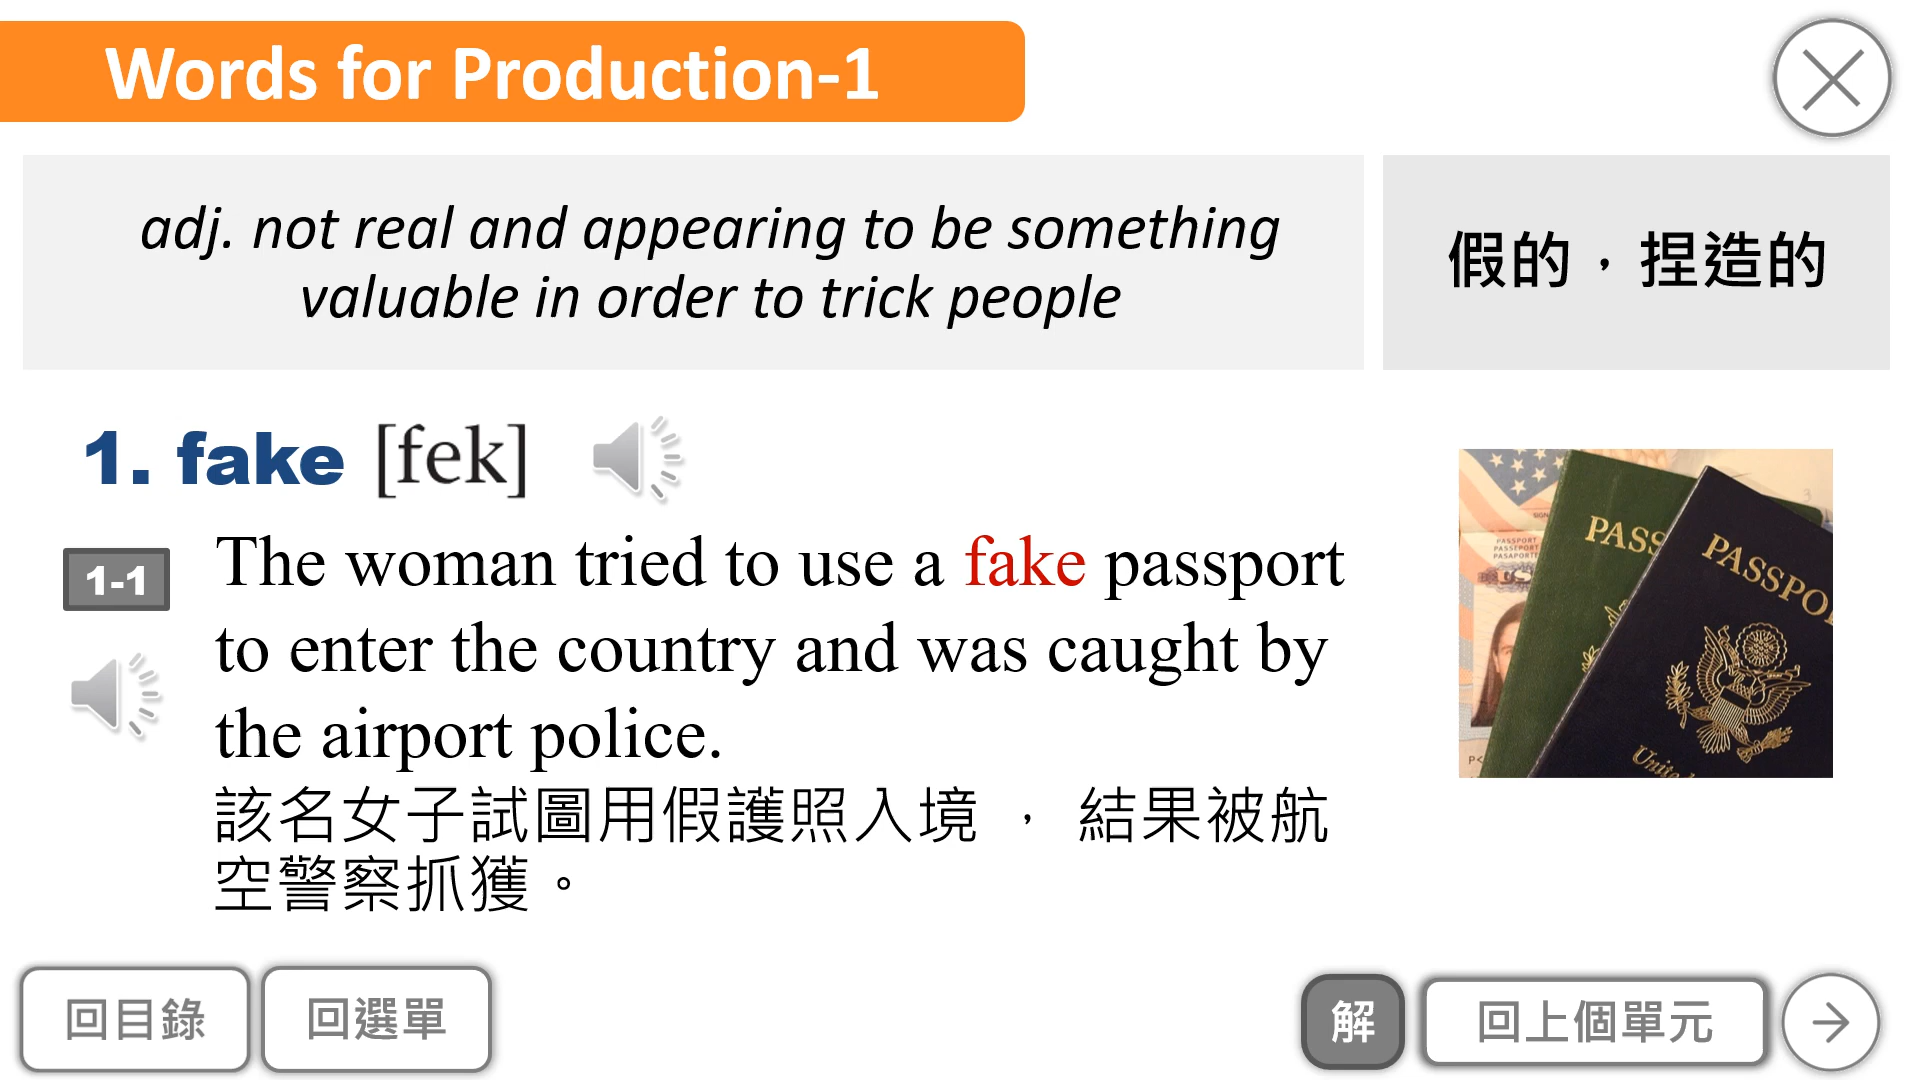 Words for Production-1
adj. not real and appearing to be something
valuable in order to trick people
假的，捏造的
1. fake [fek]
1-1
The woman tried to use a fake passport
to enter the country and was caught by
the airport police.
該名女子試圖用假護照入境 ， 結果被航
空警察抓獲。
PASSPORT
PASSEPORT
PASAPORTE
PASS
PASSPO
Unite
回目錄
回選單
解
回上個單元